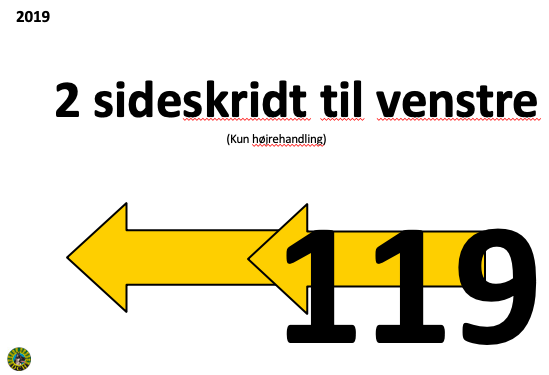 2019
2 sideskridt til venstre
(Kun højrehandling)
119